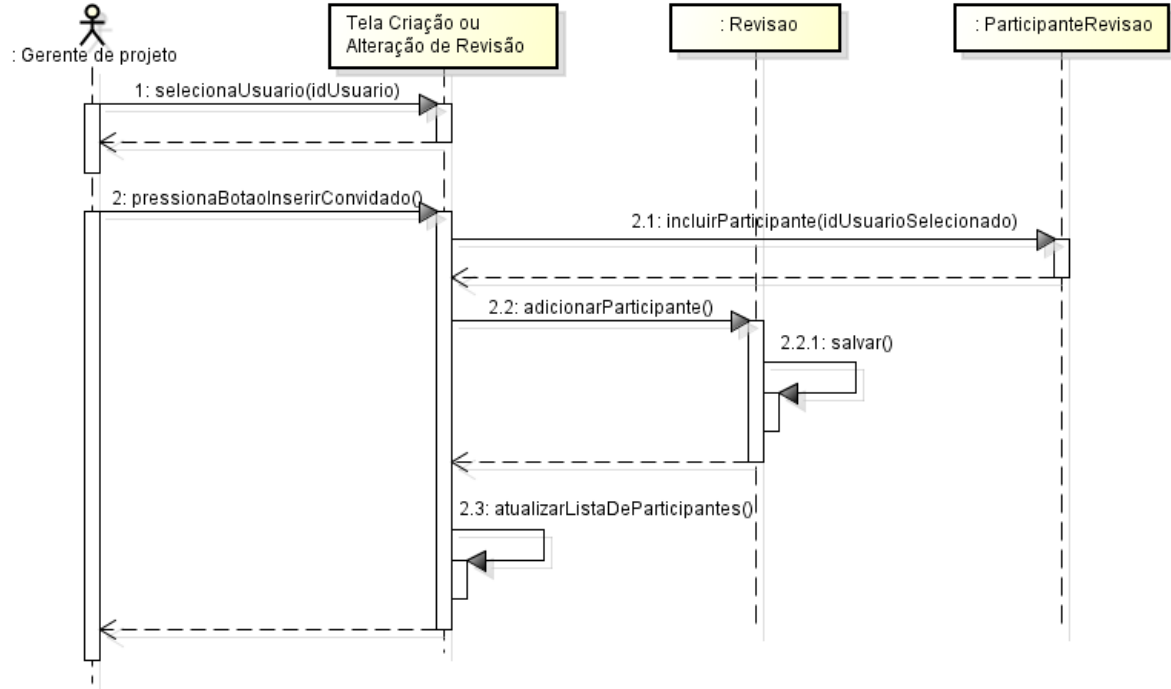 : Gerente de projeto
Tela Criação ou
Alteração de Revisão
: Revisao
: ParticipanteRevisao
1: selecionaUsuario(idUsuario)
2: pressionaBotaoInserirConvidado()
2.1: incluirParticipante(idUsuarioSelecionado)
2.2: adicionarParticipante()
2.2.1: salvar()
2.3: atualizarListaDeParticipantes()